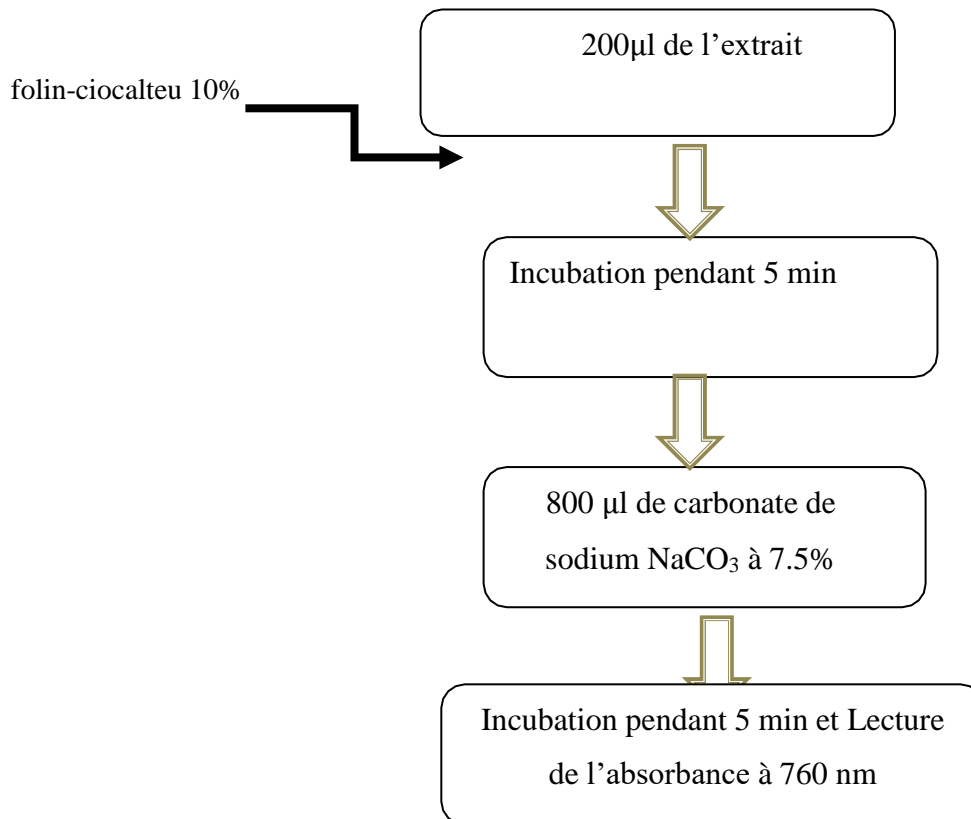 200μl de l’extrait
folin-ciocalteu 10%
Incubation pendant 5 min
800 μl de carbonate de
sodium NaCO₃ à 7.5%
Incubation pendant 5 min et Lecture
de l’absorbance à 760 nm